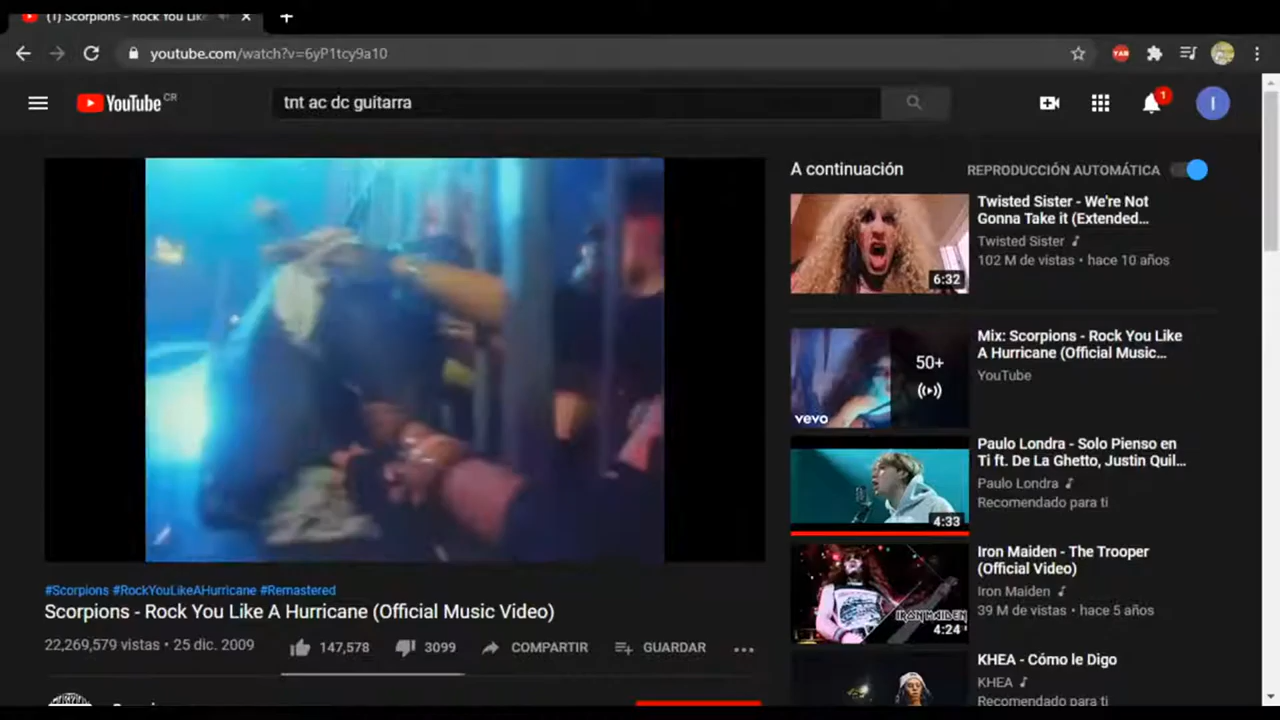 (1) Scorpions - Rock You Like
youtube.com/watch?v=6yP1tcy9a10
YouTube CR
tnt ac dc guitarra
1
I
A continuación
REPRODUCCIÓN AUTOMÁTICA
Twisted Sister - We're Not
Gonna Take it (Extended...
Twisted Sister
102 M de vistas • hace 10 años
6:32
Mix: Scorpions - Rock You Like
A Hurricane (Official Music...
YouTube
50+
vevo
Paulo Londra - Solo Pienso en
Ti ft. De La Ghetto, Justin Quil...
Paulo Londra
Recomendado para ti
4:33
Iron Maiden - The Trooper
(Official Video)
Iron Maiden
39 M de vistas • hace 5 años
IRON MAIDEN
4:24
KHEA - Cómo le Digo
KHEA
Recomendado para ti
#Scorpions #RockYouLikeAHurricane #Remastered
Scorpions - Rock You Like A Hurricane (Official Music Video)
22,269,579 vistas • 25 dic. 2009
147,578
3099
COMPARTIR
GUARDAR